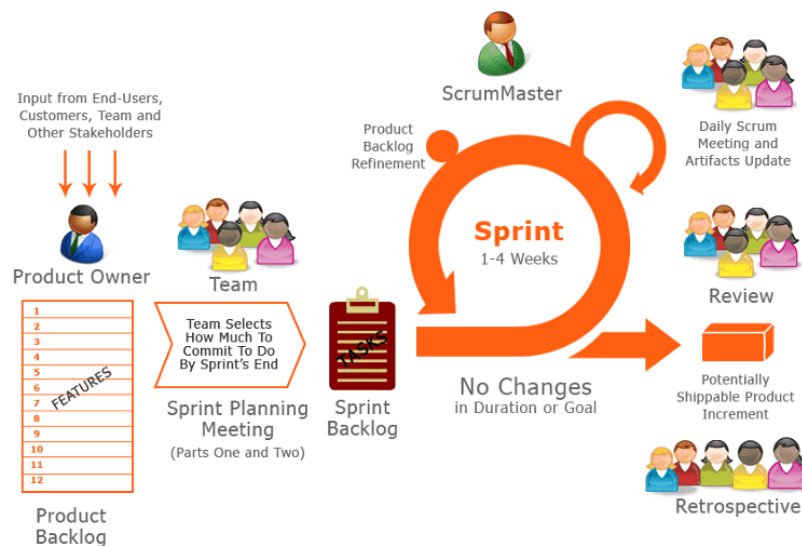 Input from End-Users,
Customers, Team and
Other Stakeholders
Product Owner
1
2
3
4
5
6
7
8
9
10
11
12
FEATURES
Product
Backlog
Team
Team Selects
How Much To
Commit To Do
By Sprint's End
Sprint Planning
Meeting
(Parts One and Two)
TASKS
Sprint
Backlog
ScrumMaster
Product
Backlog
Refinement
Sprint
1-4 Weeks
No Changes
in Duration or Goal
Daily Scrum
Meeting and
Artifacts Update
Review
Potentially
Shippable Product
Increment
Retrospective